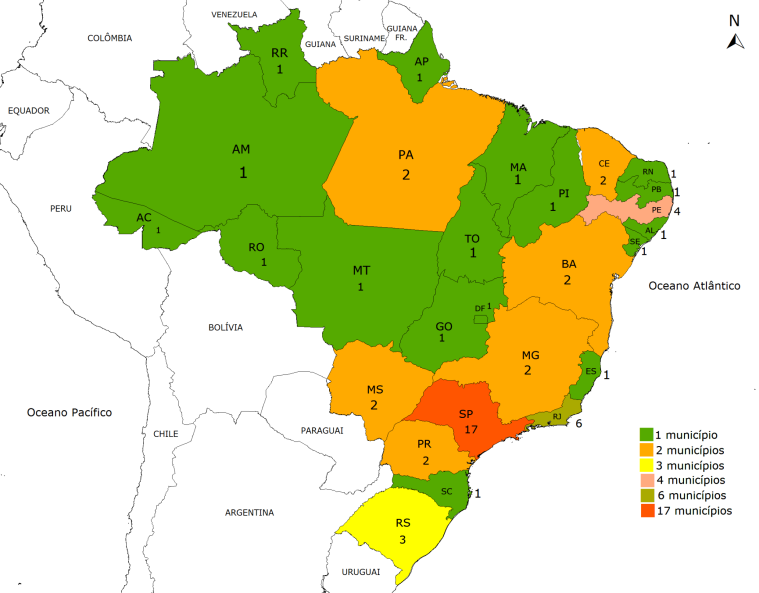 VENEZUELA
N
COLÔMBIA
GUIANA
SURINAME
GUIANA
FR.
RR
1
AP
1
EQUADOR
AM
1
PA
2
MA
1
PI
1
CE
2
RN
1
PB
1
PE
4
AL
1
SE
1
PERU
AC
1
RO
1
MT
1
TO
1
BA
2
Oceano Atlântico
DF 1
GO
1
BOLÍVIA
MG
2
ES
1
MS
2
SP
17
RJ
6
Oceano Pacífico
CHILE
PARAGUAI
PR
2
SC
1
ARGENTINA
RS
3
URUGUAI
1 município
2 municípios
3 municípios
4 municípios
6 municípios
17 municípios